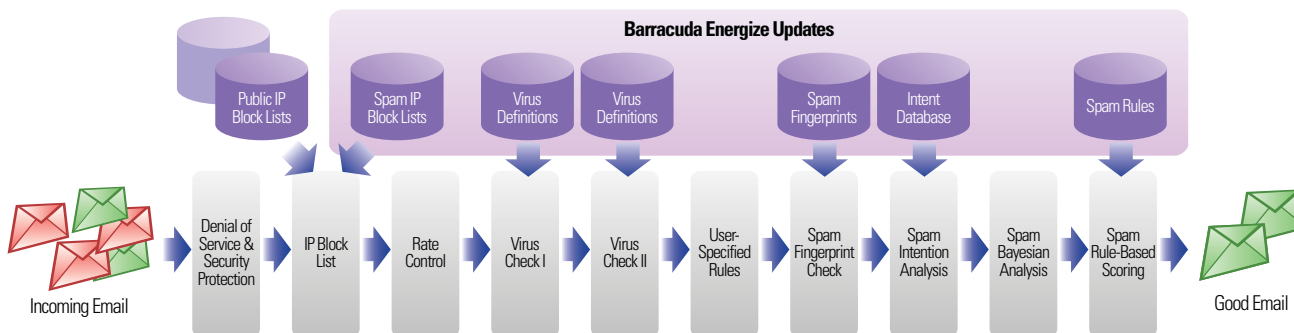 Barracuda Energize Updates
Public IP
Block Lists
Spam IP
Block Lists
Virus
Definitions
Virus
Definitions
Spam
Fingerprints
Intent
Database
Spam Rules
Incoming Email
Denial of
Service &
Security
Protection
IP Block
List
Rate
Control
Virus
Check I
Virus
Check II
User-
Specified
Rules
Spam
Fingerprint
Check
Spam
Intention
Analysis
Spam
Bayesian
Analysis
Spam
Rule-Based
Scoring
Good Email